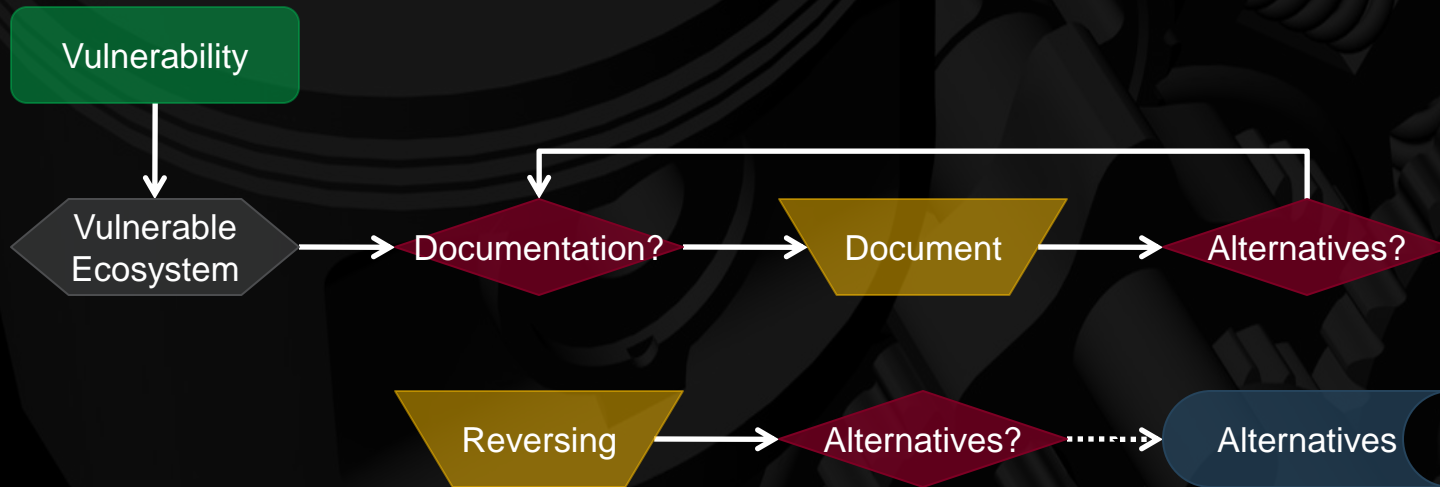 Vulnerability
Vulnerable
Ecosystem
Documentation?
Document
Alternatives?
Reversing
Alternatives?
Alternatives